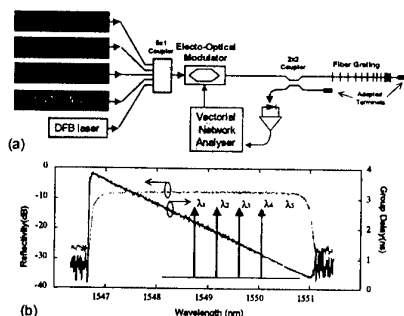 5x1 Coupler
Electo-Optical Modulator
2x2 Coupler
Fiber Grating
DFB laser
Vectorial Network Analyser
Adapted Terminals
(a)
Reflectivity(dB)
0
-10
-20
-30
-40
λ₁ λ₂ λ₃ λ₄ λ₅
4
3
2
1
0
Group Delay(ns)
1547 1548 1549 1550 1551
Wavelength (nm)
(b)